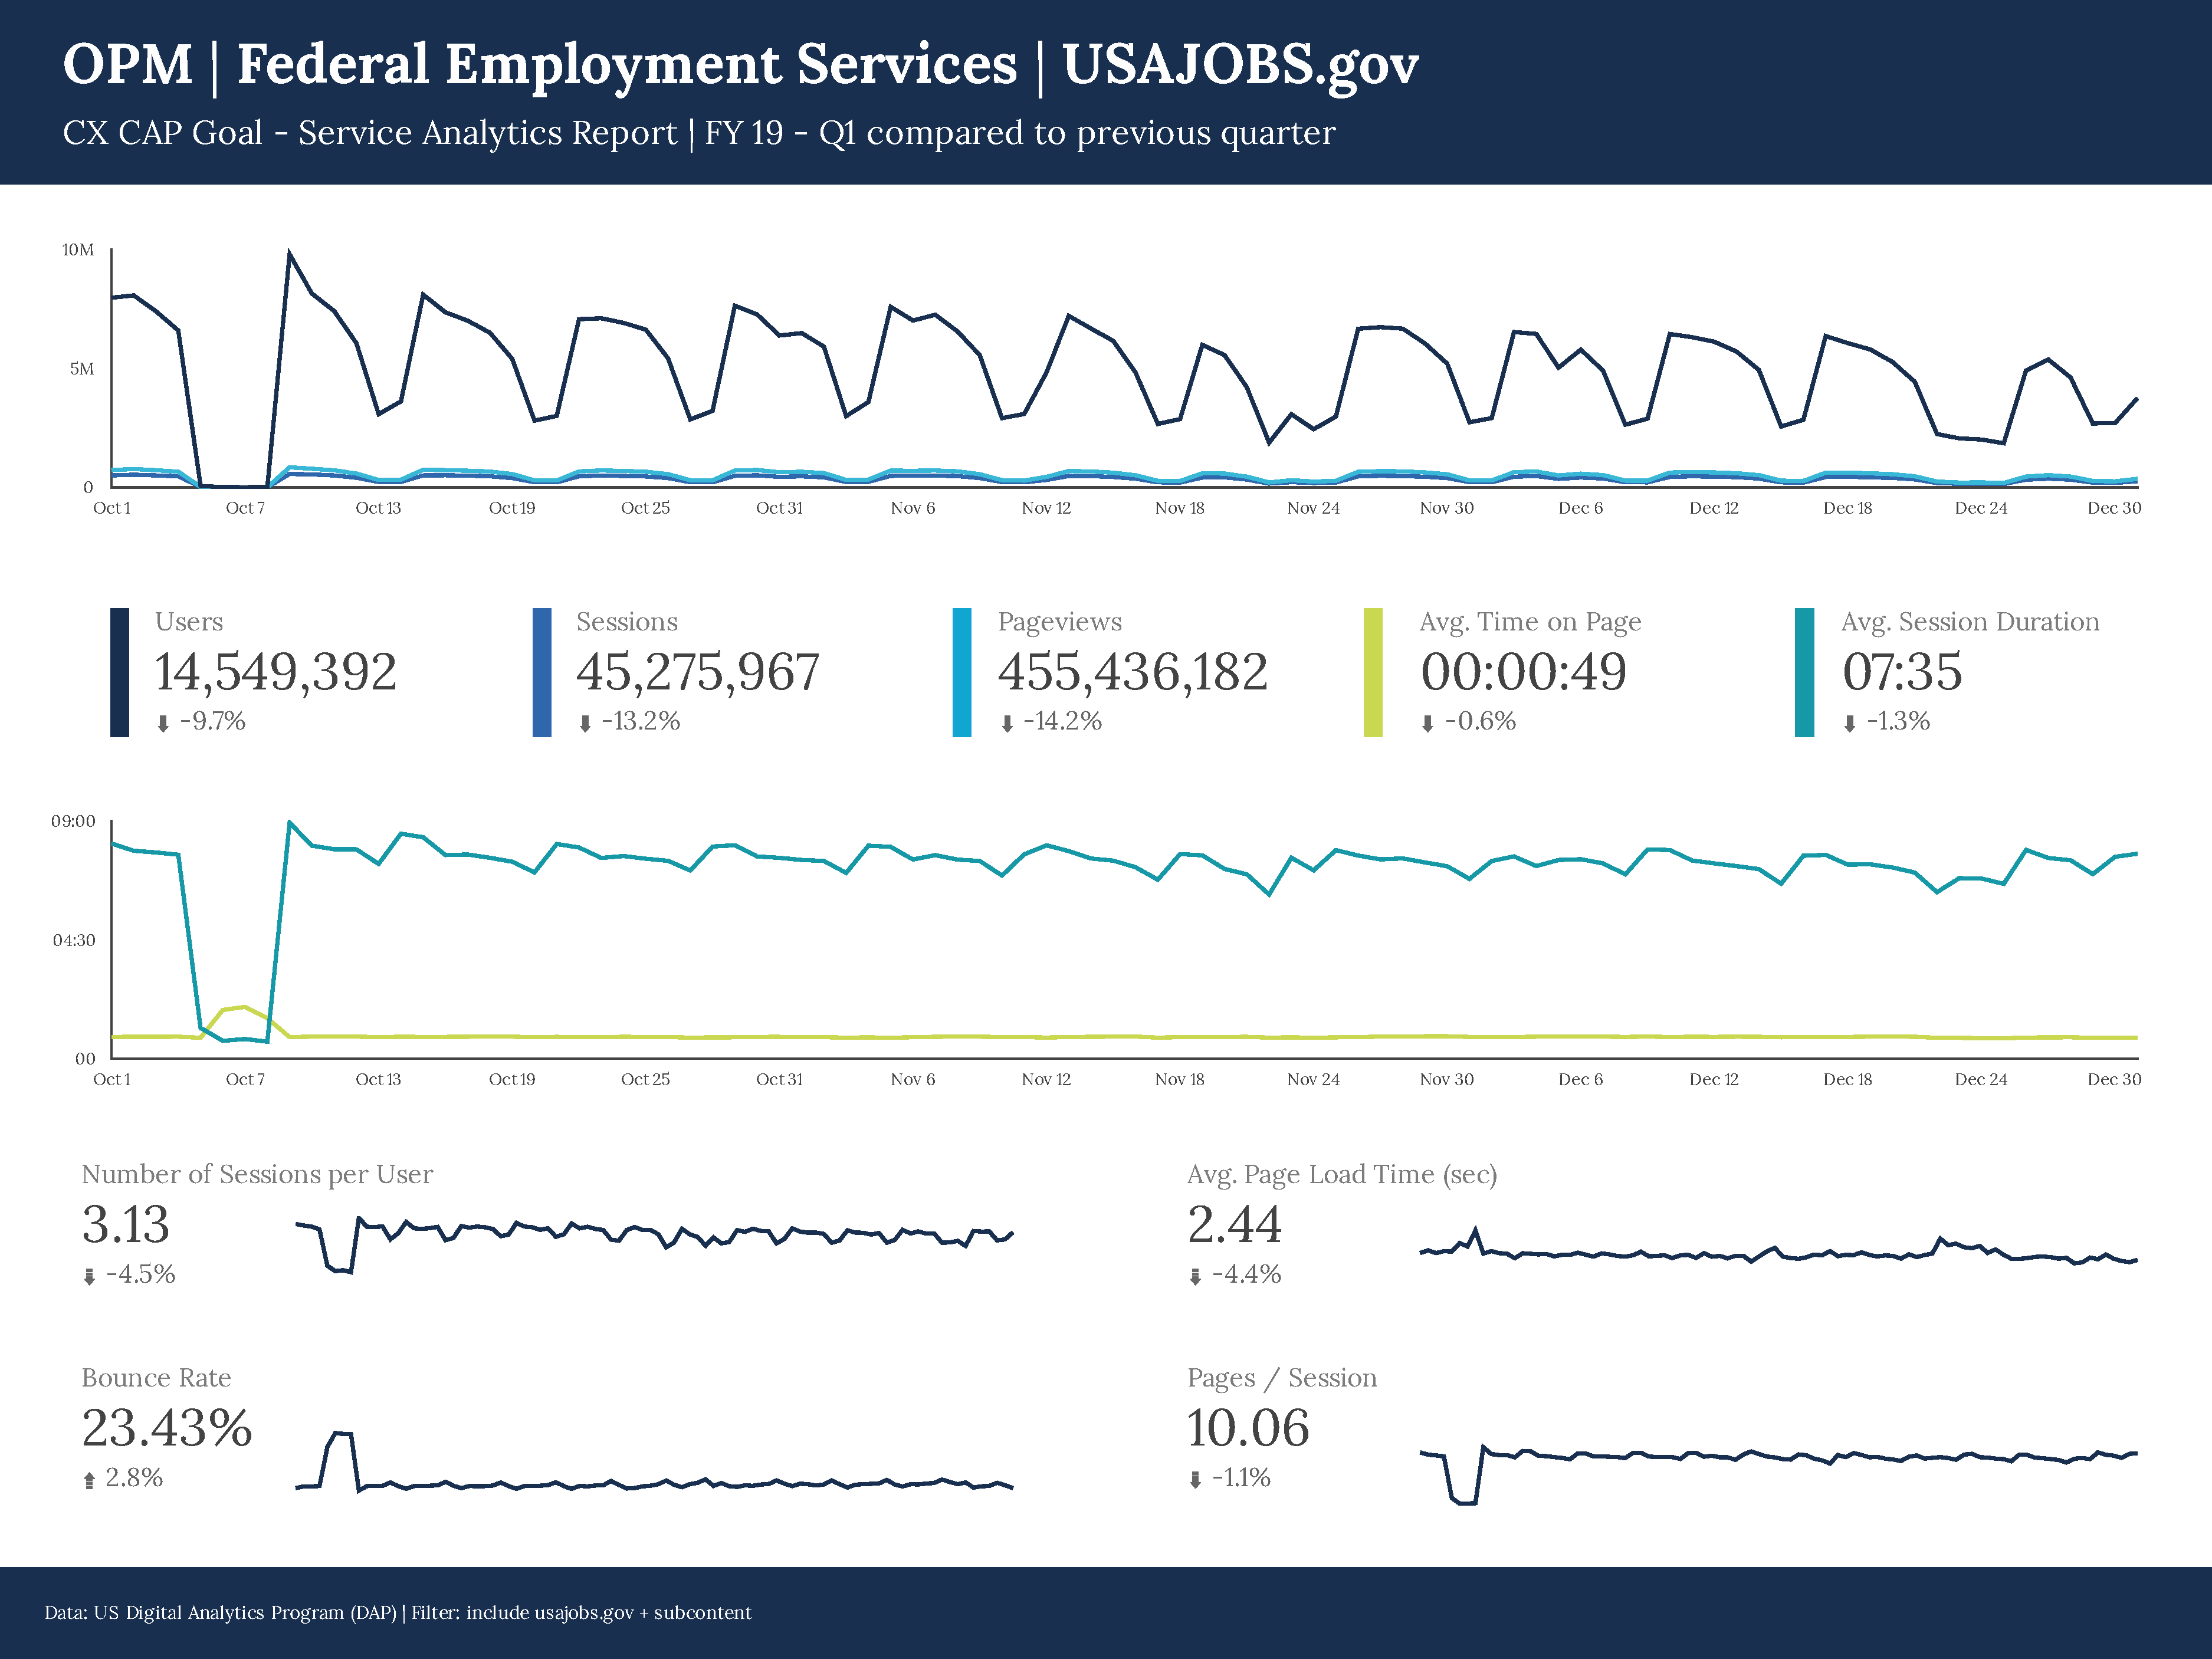 OPM | Federal Employment Services | USAJOBS.gov
CX CAP Goal - Service Analytics Report | FY 19 - Q1 compared to previous quarter
10M
5M
0
Oct 1 Oct 7 Oct 13 Oct 19 Oct 25 Oct 31 Nov 6 Nov 12 Nov 18 Nov 24 Nov 30 Dec 6 Dec 12 Dec 18 Dec 24 Dec 30
Users Sessions Pageviews Avg. Time on Page Avg. Session Duration
14,549,392 45,275,967 455,436,182 00:00:49 07:35
-9.7% -13.2% -14.2% -0.6% -1.3%
09:00
04:30
00
Oct 1 Oct 7 Oct 13 Oct 19 Oct 25 Oct 31 Nov 6 Nov 12 Nov 18 Nov 24 Nov 30 Dec 6 Dec 12 Dec 18 Dec 24 Dec 30
Number of Sessions per User
3.13
-4.5%
Avg. Page Load Time (sec)
2.44
-4.4%
Bounce Rate
23.43%
2.8%
Pages / Session
10.06
-1.1%
Data: US Digital Analytics Program (DAP) | Filter: include usajobs.gov + subcontent